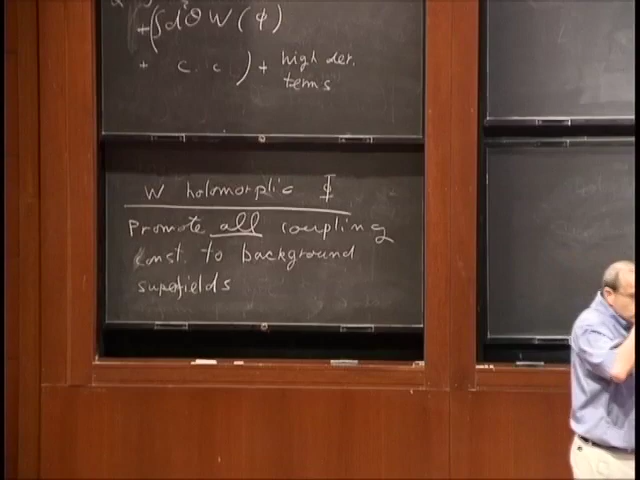 +(∫d²θ W(ϕ)
+ c.c) + high der.
terms
W holomorphic Φ
Promote all coupling
const. to background
superfields